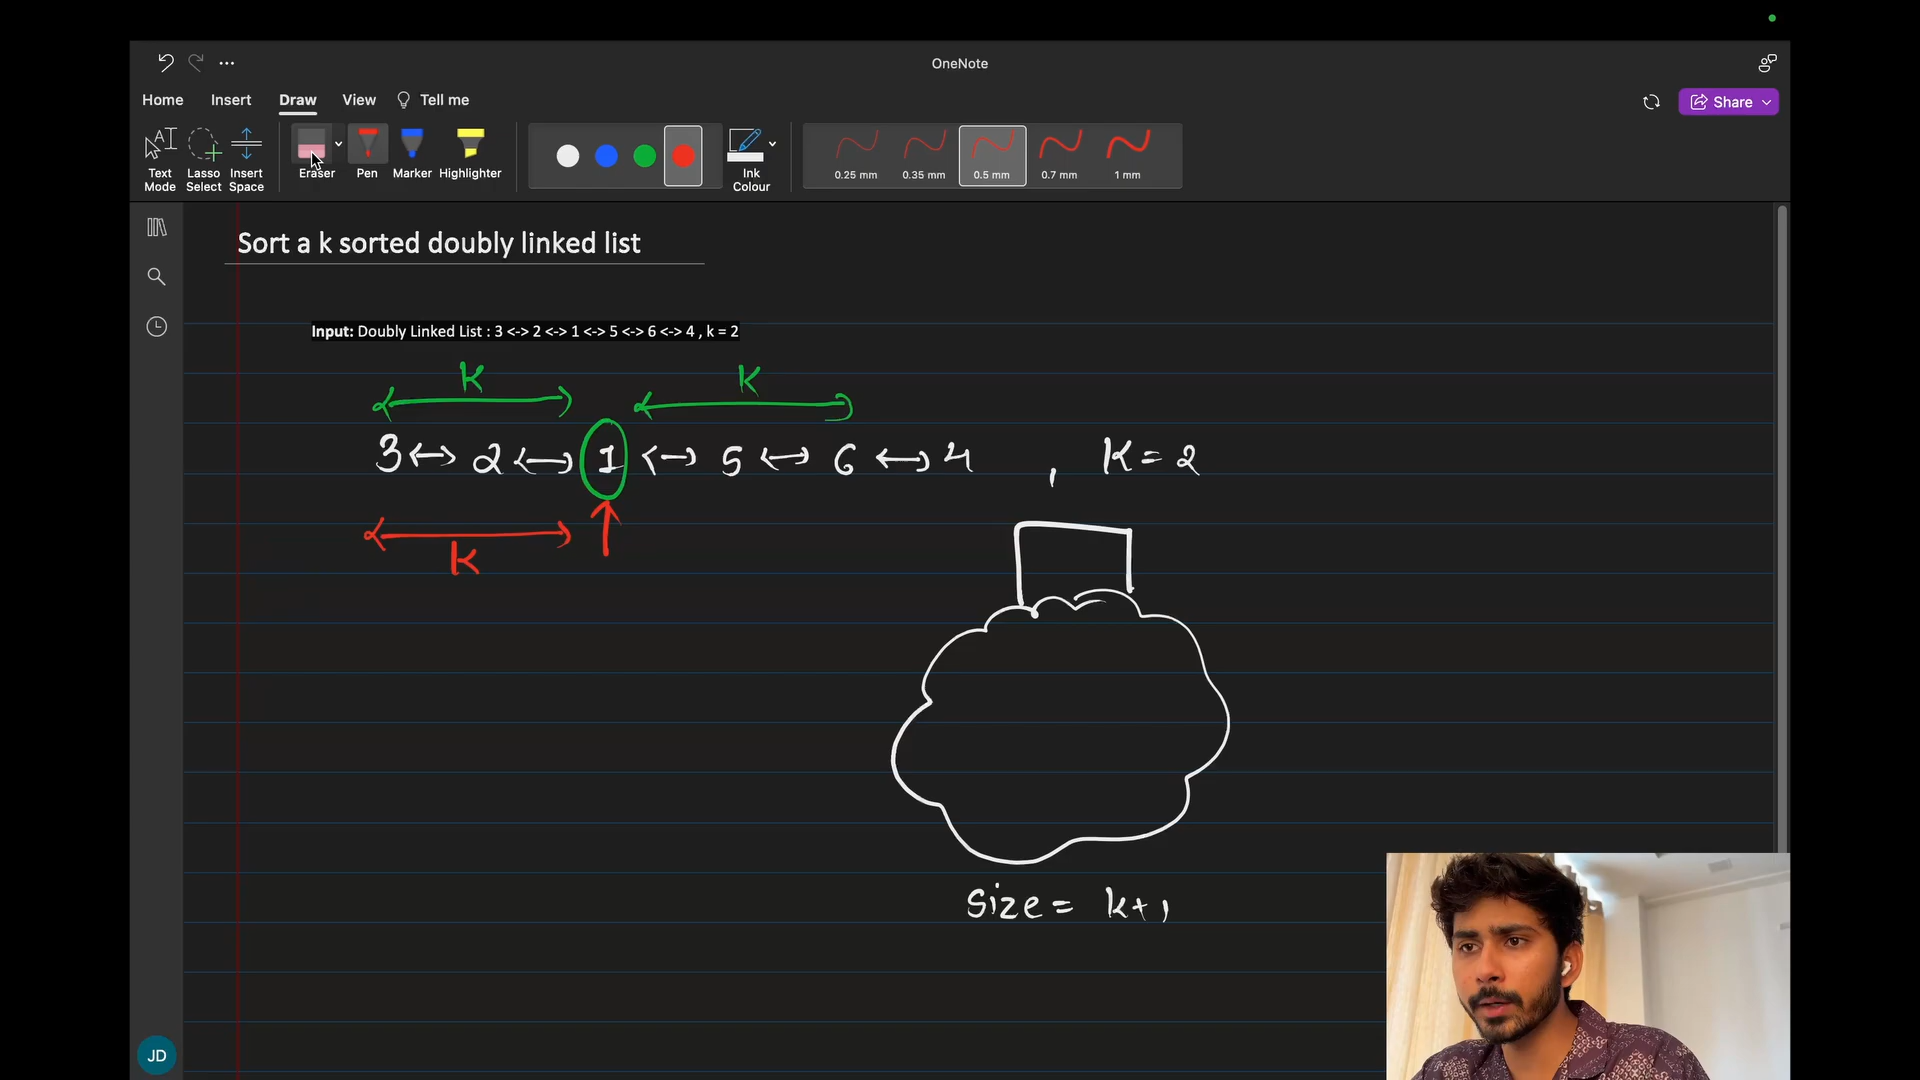 OneNote
Home Insert Draw View Tell me
Share
Text Mode
Lasso Select
Insert Space
Eraser
Pen
Marker
Highlighter
Ink Colour
0.25 mm
0.35 mm
0.5 mm
0.7 mm
1 mm
Sort a k sorted doubly linked list
Input: Doubly Linked List : 3 <-> 2 <-> 1 <-> 5 <-> 6 <-> 4 , k = 2
K K
3 <-> 2 <-> 1 <-> 5 <-> 6 <-> 4 , K = 2
K
Size = k+1
JD